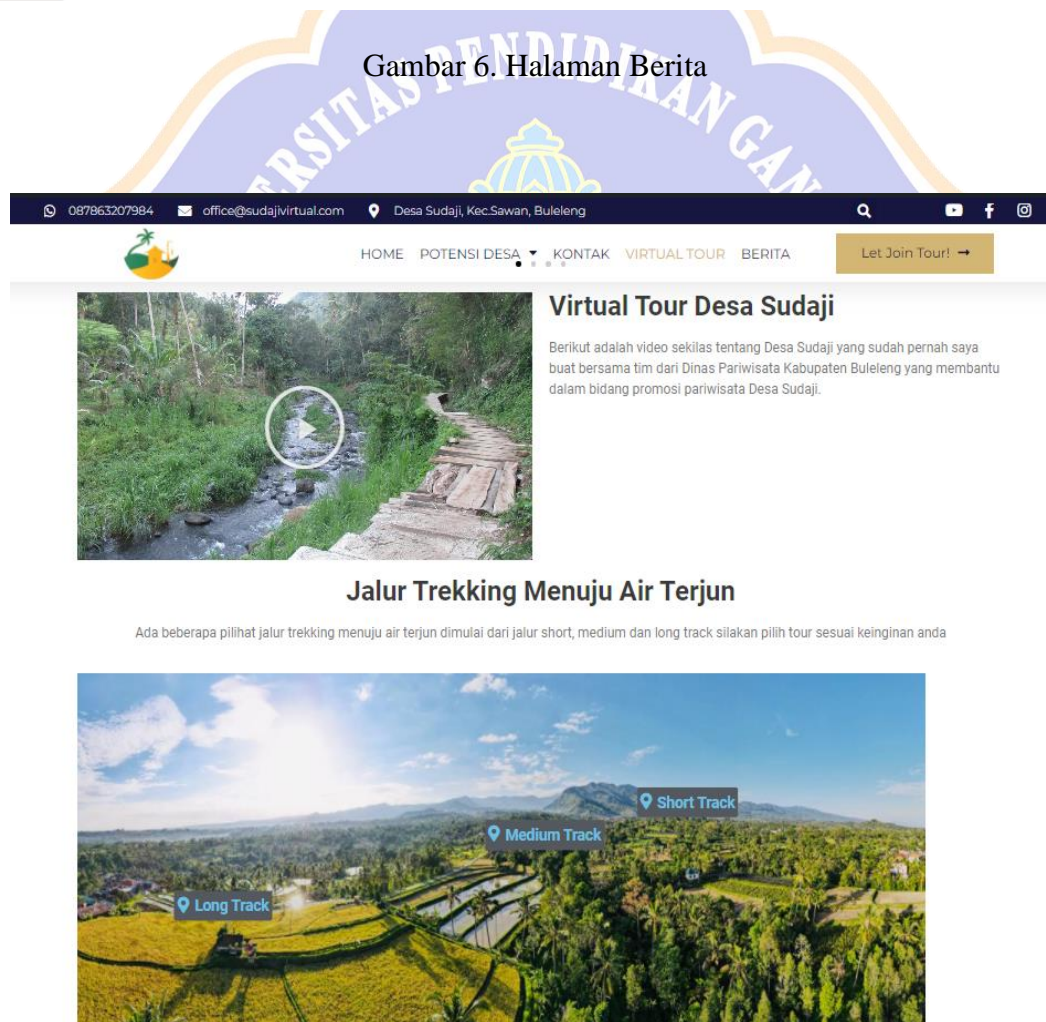 Gambar 6. Halaman Berita
ERSITAS PENDIDIKAN GAN
087863207984 office@sudajivirtual.com Desa Sudaji, Kec.Sawan, Buleleng
HOME POTENSI DESA KONTAK VIRTUAL TOUR BERITA Let Join Tour!
Virtual Tour Desa Sudaji
Berikut adalah video sekilas tentang Desa Sudaji yang sudah pernah saya
buat bersama tim dari Dinas Pariwisata Kabupaten Buleleng yang membantu
dalam bidang promosi pariwisata Desa Sudaji.
Jalur Trekking Menuju Air Terjun
Ada beberapa pilihat jalur trekking menuju air terjun dimulai dari jalur short, medium dan long track silakan pilih tour sesuai keinginan anda
Short Track
Medium Track
Long Track